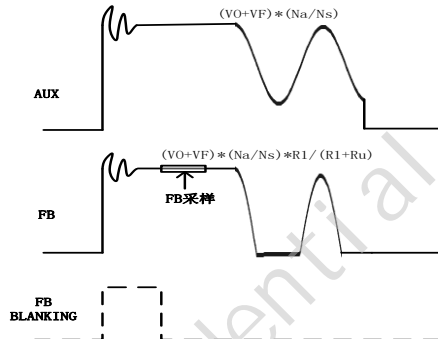 (VO+VF)*(Na/Ns)
AUX
(VO+VF)*(Na/Ns)*R1/(R1+Ru)
FB采样
FB
FB
BLANKING